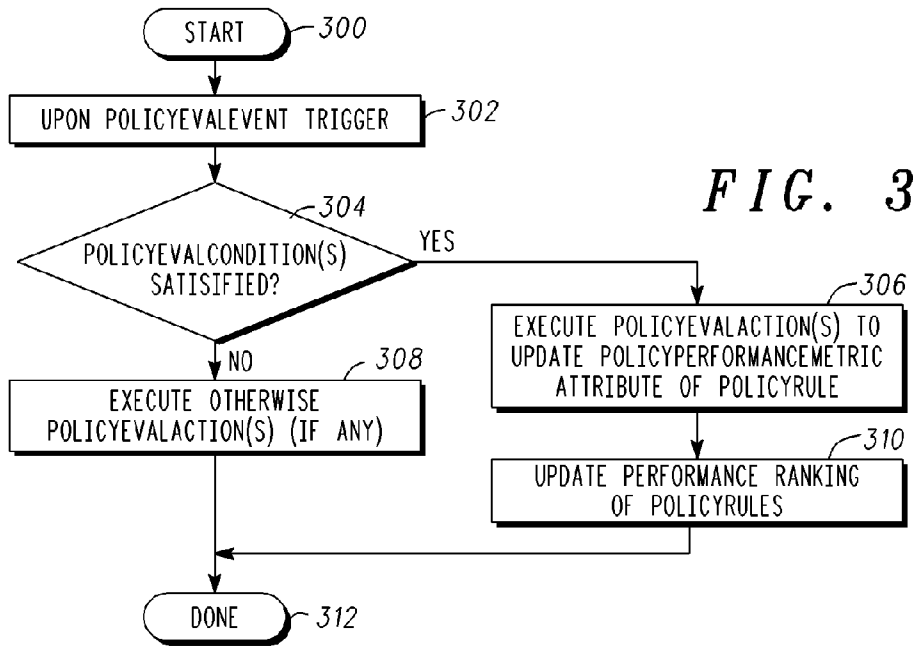 START
300
UPON POLICYEVALEVENT TRIGGER
302
FIG. 3
304
POLICYEVALCONDITION(S)
SATISIFIED?
YES
306
EXECUTE POLICYEVALACTION(S) TO
UPDATE POLICYPERFORMANCEMETRIC
ATTRIBUTE OF POLICYRULE
NO
308
EXECUTE OTHERWISE
POLICYEVALACTION(S) (IF ANY)
310
UPDATE PERFORMANCE RANKING
OF POLICYRULES
DONE
312